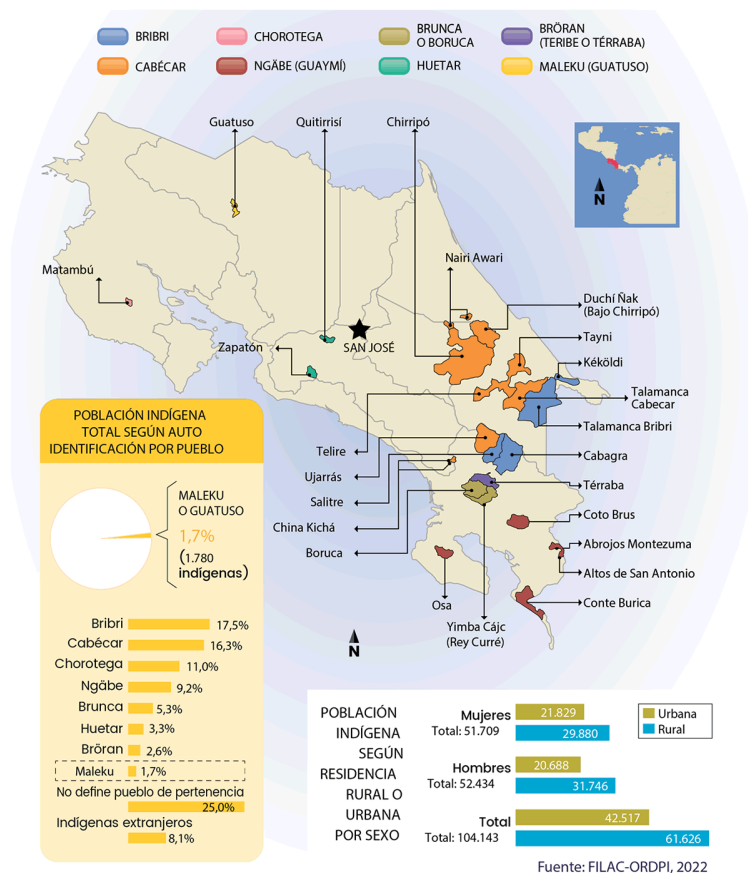 BRIBRI
CHOROTEGA
BRUNCA
O BORUCA
BRÖRAN
(TERIBE O TÉRRABA)
CABÉCAR
NGÄBE (GUAYMÍ)
HUETAR
MALEKU (GUATUSO)
Guatuso
Quitirrisí
Chirripó
N
Nairi Awari
Matambú
Duchí Ñak
(Bajo Chirripó)
Tayni
Zapatón
SAN JOSÉ
Kéköldi
Talamanca
Cabecar
Talamanca Bribri
Telire
Cabagra
Ujarrás
Térraba
Salitre
Coto Brus
China Kichá
Abrojos Montezuma
Boruca
Altos de San Antonio
Osa
Conte Burica
Yimba Cájc
(Rey Curré)
N
POBLACIÓN INDÍGENA
TOTAL SEGÚN AUTO
IDENTIFICACIÓN POR PUEBLO
MALEKU
O GUATUSO
1,7%
(1.780
indígenas)
Bribri 17,5%
Cabécar 16,3%
Chorotega 11,0%
Ngäbe 9,2%
Brunca 5,3%
Huetar 3,3%
Bröran 2,6%
Maleku 1,7%
No define pueblo de pertenencia
25,0%
Indígenas extranjeros
8,1%
POBLACIÓN
INDÍGENA
SEGÚN
RESIDENCIA
RURAL O
URBANA
POR SEXO
Mujeres 21.829
Total: 51.709 29.880
Hombres 20.688
Total: 52.434 31.746
Total 42.517
Total: 104.143 61.626
Urbana
Rural
Fuente: FILAC-ORDPI, 2022